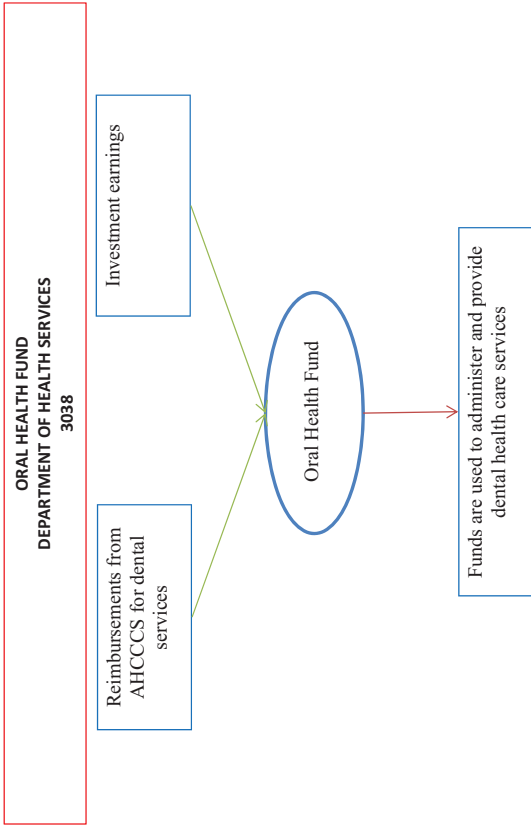 ORAL HEALTH FUND
DEPARTMENT OF HEALTH SERVICES
3038
Reimbursements from
AHCCCS for dental
services
Investment earnings
Oral Health Fund
Funds are used to administer and provide
dental health care services